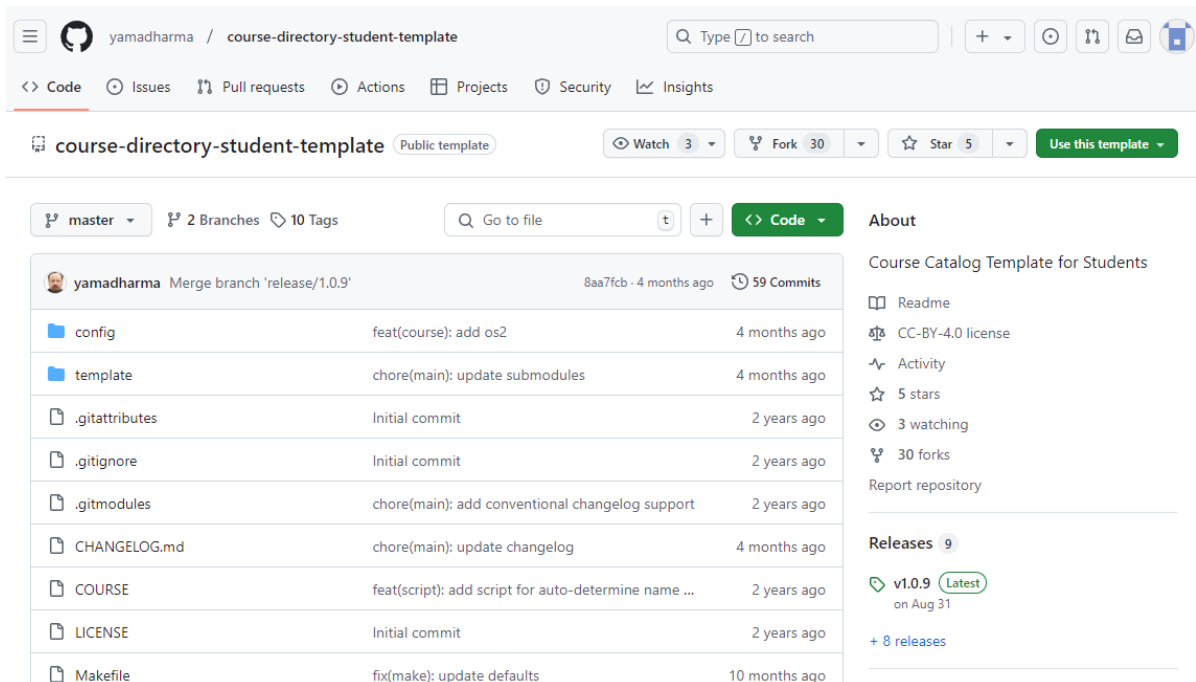 yamadharma / course-directory-student-template
Type / to search
Code Issues Pull requests Actions Projects Security Insights
course-directory-student-template Public template Watch 3 Fork 30 Star 5 Use this template
master 2 Branches 10 Tags Go to file t Code
yamadharma Merge branch 'release/1.0.9' 8aa7fcb · 4 months ago 59 Commits
config feat(course): add os2 4 months ago
template chore(main): update submodules 4 months ago
.gitattributes Initial commit 2 years ago
.gitignore Initial commit 2 years ago
.gitmodules chore(main): add conventional changelog support 2 years ago
CHANGELOG.md chore(main): update changelog 4 months ago
COURSE feat(script): add script for auto-determine name ... 2 years ago
LICENSE Initial commit 2 years ago
Makefile fix(make): update defaults 10 months ago
About
Course Catalog Template for Students
Readme
CC-BY-4.0 license
Activity
5 stars
3 watching
30 forks
Report repository
Releases 9
v1.0.9 Latest
on Aug 31
+ 8 releases